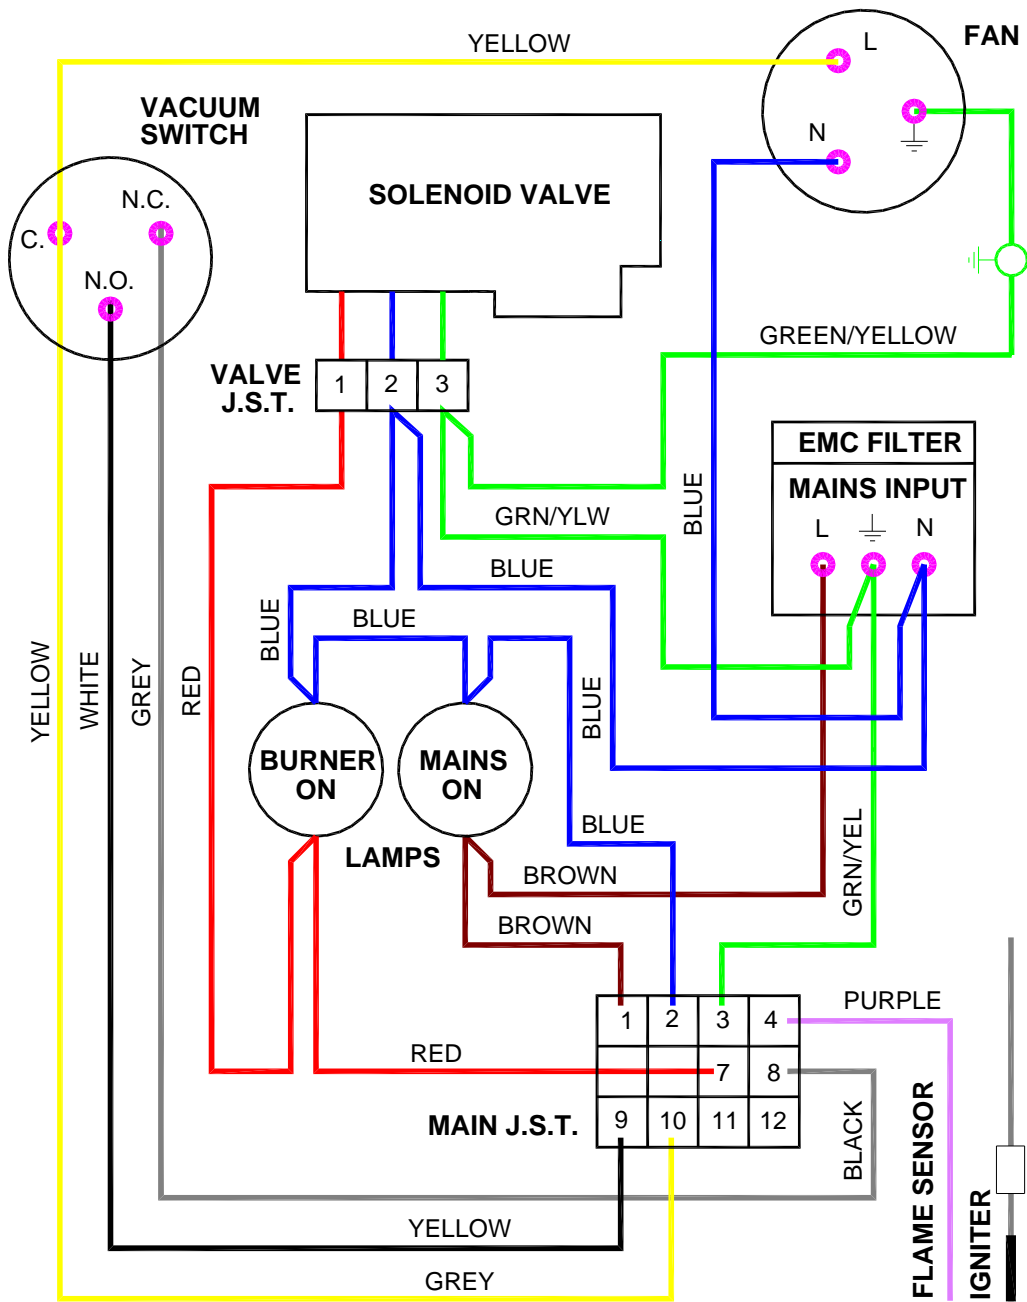 YELLOW
L
FAN
VACUUM
SWITCH
N
SOLENOID VALVE
N.C.
C.
N.O.
GREEN/YELLOW
VALVE
J.S.T.
1
2
3
EMC FILTER
MAINS INPUT
L
N
BLUE
GRN/YLW
BLUE
BLUE
BLUE
YELLOW
WHITE
GREY
RED
BLUE
BURNER
ON
MAINS
ON
LAMPS
BLUE
BROWN
GRN/YEL
BROWN
1
2
3
4
PURPLE
RED
7
8
MAIN J.S.T.
9
10
11
12
BLACK
FLAME SENSOR
IGNITER
YELLOW
GREY